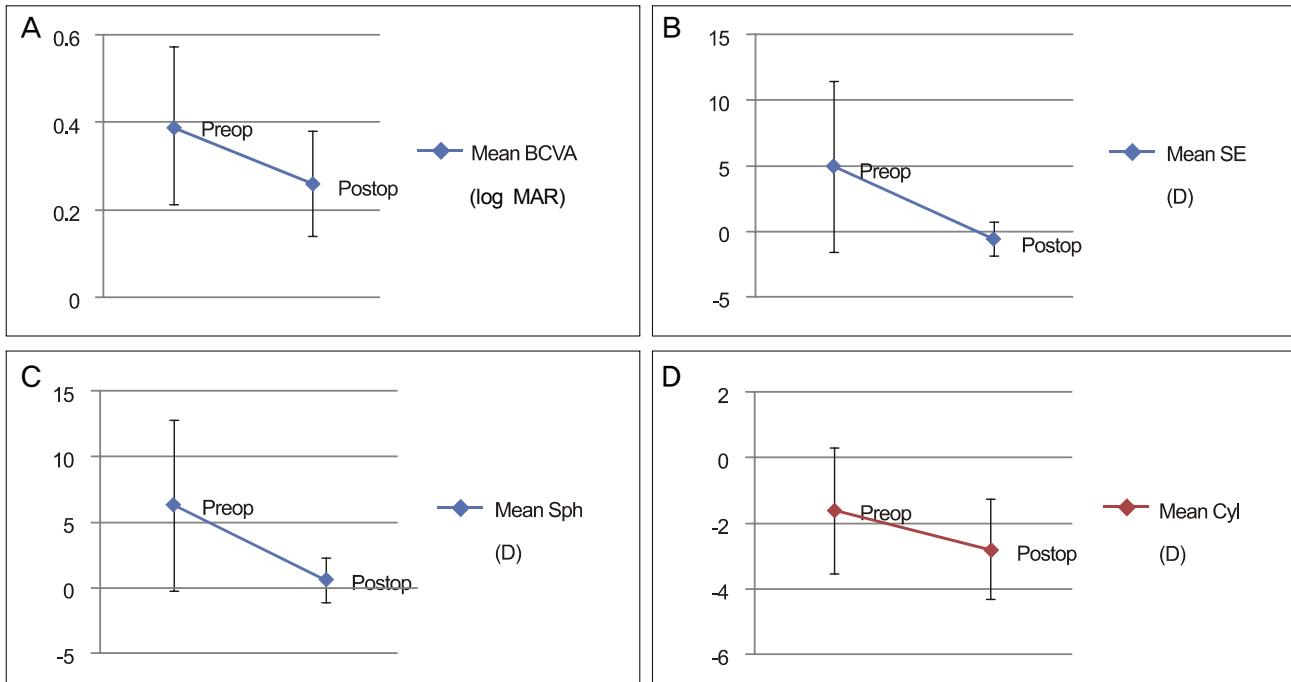 A
0.6
0.4
0.2
0
Preop
Postop
Mean BCVA
(log MAR)
B
15
10
5
0
-5
Preop
Postop
Mean SE
(D)
C
15
10
5
0
-5
Preop
Postop
Mean Sph
(D)
D
2
0
-2
-4
-6
Preop
Postop
Mean Cyl
(D)